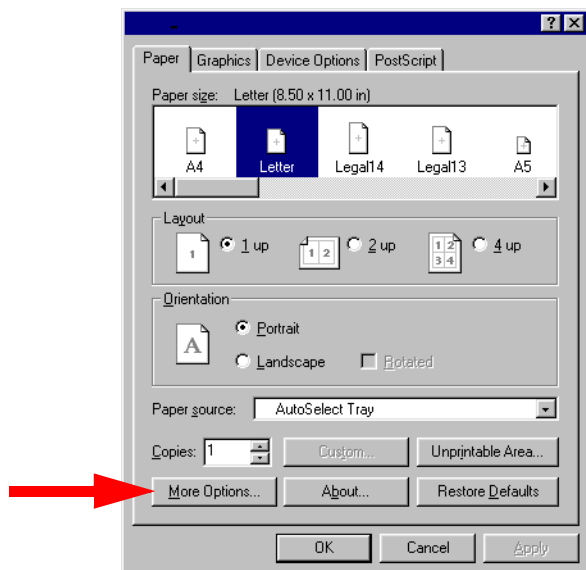 Paper Graphics Device Options PostScript
Paper size: Letter (8.50 x 11.00 in)
A4 Letter Legal14 Legal13 A5
Layout
1 1 up 1 2 2 up 1 2 3 4 4 up
Orientation
A Portrait
Landscape Rotated
Paper source: AutoSelect Tray
Copies: 1 Custom... Unprintable Area...
More Options... About... Restore Defaults
OK Cancel Apply